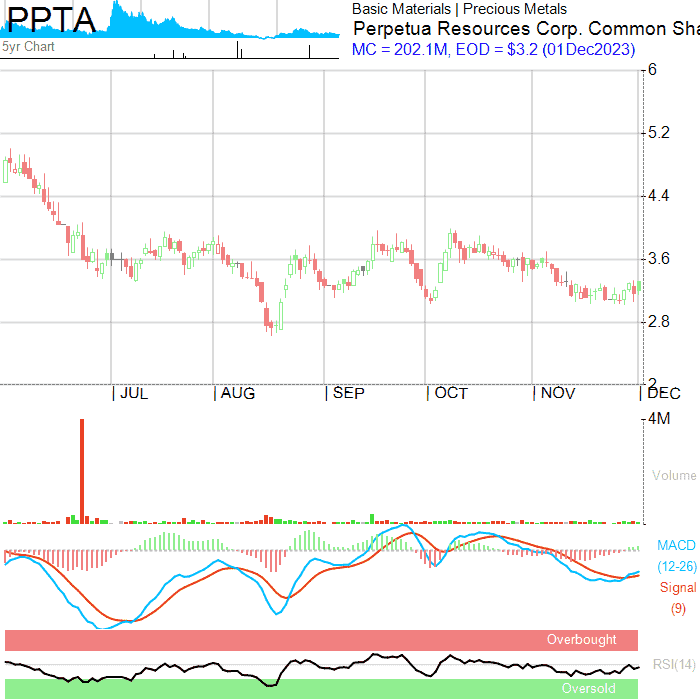 PPTA
5yr Chart
Basic Materials | Precious Metals
Perpetua Resources Corp. Common Sha
MC = 202.1M, EOD = $3.2 (01Dec2023)
6
5.2
4.4
3.6
2.8
2
JUL AUG SEP OCT NOV DEC
4M
Volume
MACD
(12-26)
Signal
(9)
Overbought
RSI(14)
Oversold